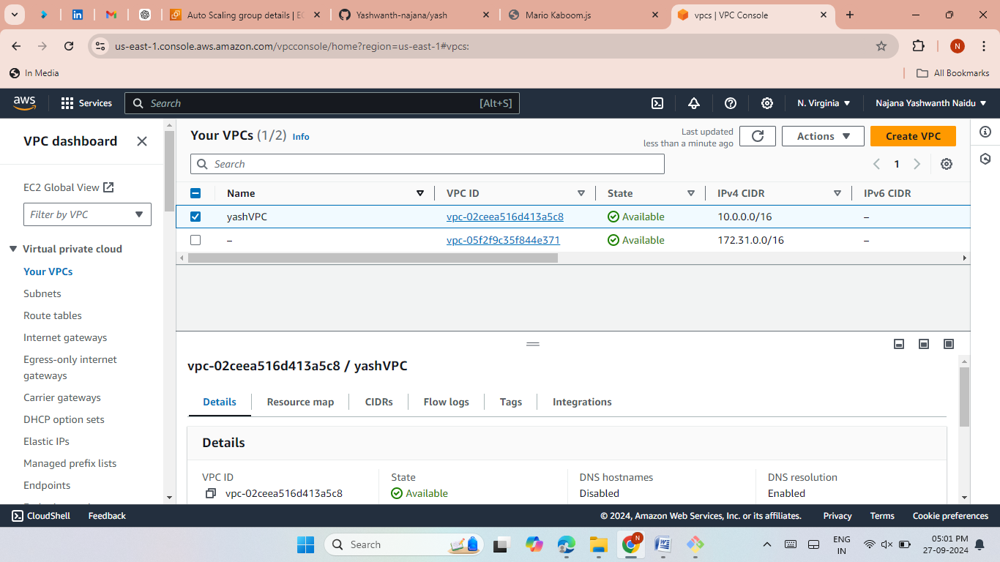 Auto Scaling group details | EC
Yashwanth-najana/yash
Mario Kaboom.js
vpcs | VPC Console
us-east-1.console.aws.amazon.com/vpcconsole/home?region=us-east-1#vpcs:
N
In Media
All Bookmarks
aws
Services
Search
[Alt+S]
N. Virginia
Najana Yashwanth Naidu
VPC dashboard
EC2 Global View
Filter by VPC
Virtual private cloud
Your VPCs
Subnets
Route tables
Internet gateways
Egress-only internet
gateways
Carrier gateways
DHCP option sets
Elastic IPs
Managed prefix lists
Endpoints
Your VPCs (1/2) Info
Last updated
less than a minute ago
Actions
Create VPC
Search
1
Name VPC ID State IPv4 CIDR IPv6 CIDR
yashVPC vpc-02ceea516d413a5c8 Available 10.0.0.0/16 –
– vpc-05f2f9c35f844e371 Available 172.31.0.0/16 –
vpc-02ceea516d413a5c8 / yashVPC
Details Resource map CIDRs Flow logs Tags Integrations
Details
VPC ID State DNS hostnames DNS resolution
vpc-02ceea516d413a5c8 Available Disabled Enabled
CloudShell Feedback © 2024, Amazon Web Services, Inc. or its affiliates. Privacy Terms Cookie preferences
Search
N
ENG
IN
05:01 PM
27-09-2024